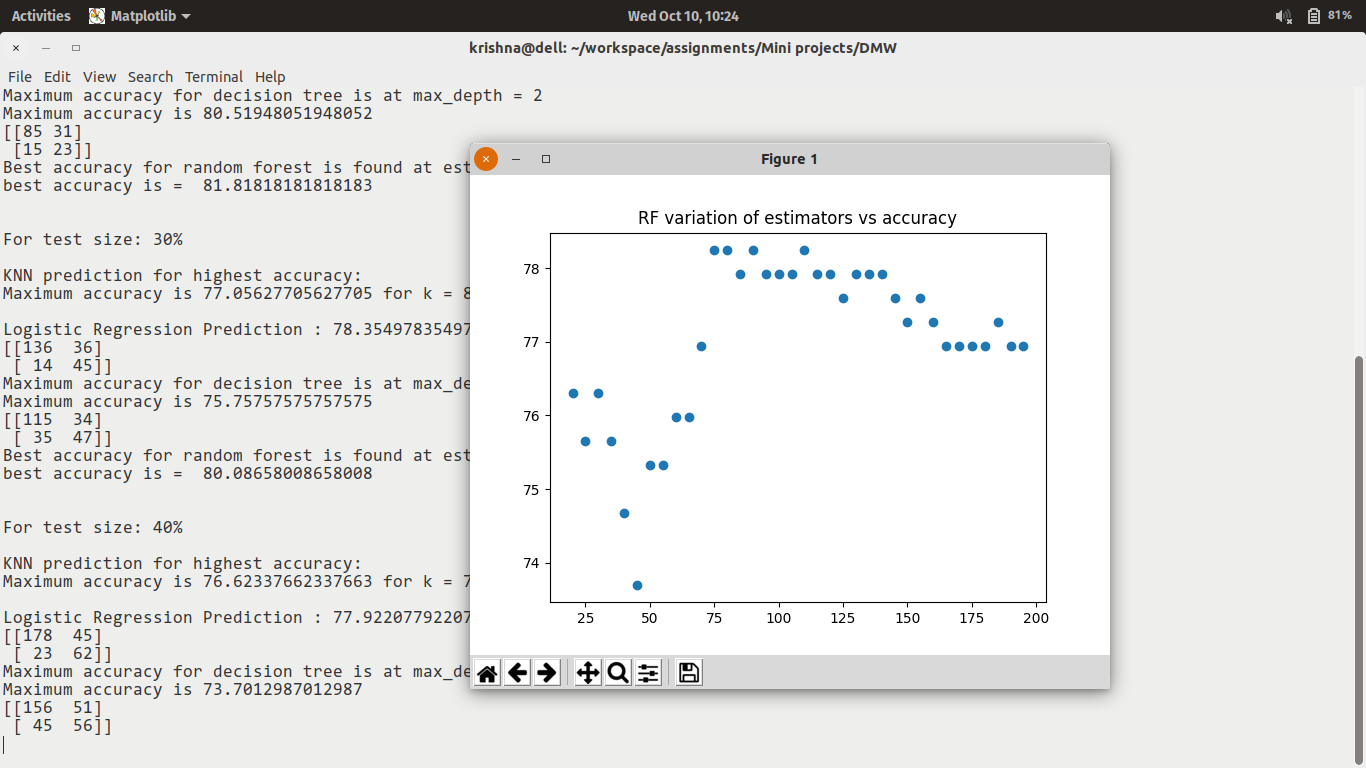 Activities Matplotlib Wed Oct 10, 10:24 81%
krishna@dell: ~/workspace/assignments/Mini projects/DMW
File Edit View Search Terminal Help
Maximum accuracy for decision tree is at max_depth = 2
Maximum accuracy is 80.51948051948052
[[85 31]
[15 23]]
Best accuracy for random forest is found at est
best accuracy is =  81.81818181818183
For test size: 30%
KNN prediction for highest accuracy:
Maximum accuracy is 77.05627705627705 for k = 8
Logistic Regression Prediction : 78.35497835497
[[136  36]
[ 14  45]]
Maximum accuracy for decision tree is at max_de
Maximum accuracy is 75.75757575757575
[[115  34]
[ 35  47]]
Best accuracy for random forest is found at est
best accuracy is =  80.08658008658008
For test size: 40%
KNN prediction for highest accuracy:
Maximum accuracy is 76.62337662337663 for k = 7
Logistic Regression Prediction : 77.92207792207
[[178  45]
[ 23  62]]
Maximum accuracy for decision tree is at max_de
Maximum accuracy is 73.7012987012987
[[156  51]
[ 45  56]]
Figure 1
RF variation of estimators vs accuracy
78
77
76
75
74
25 50 75 100 125 150 175 200